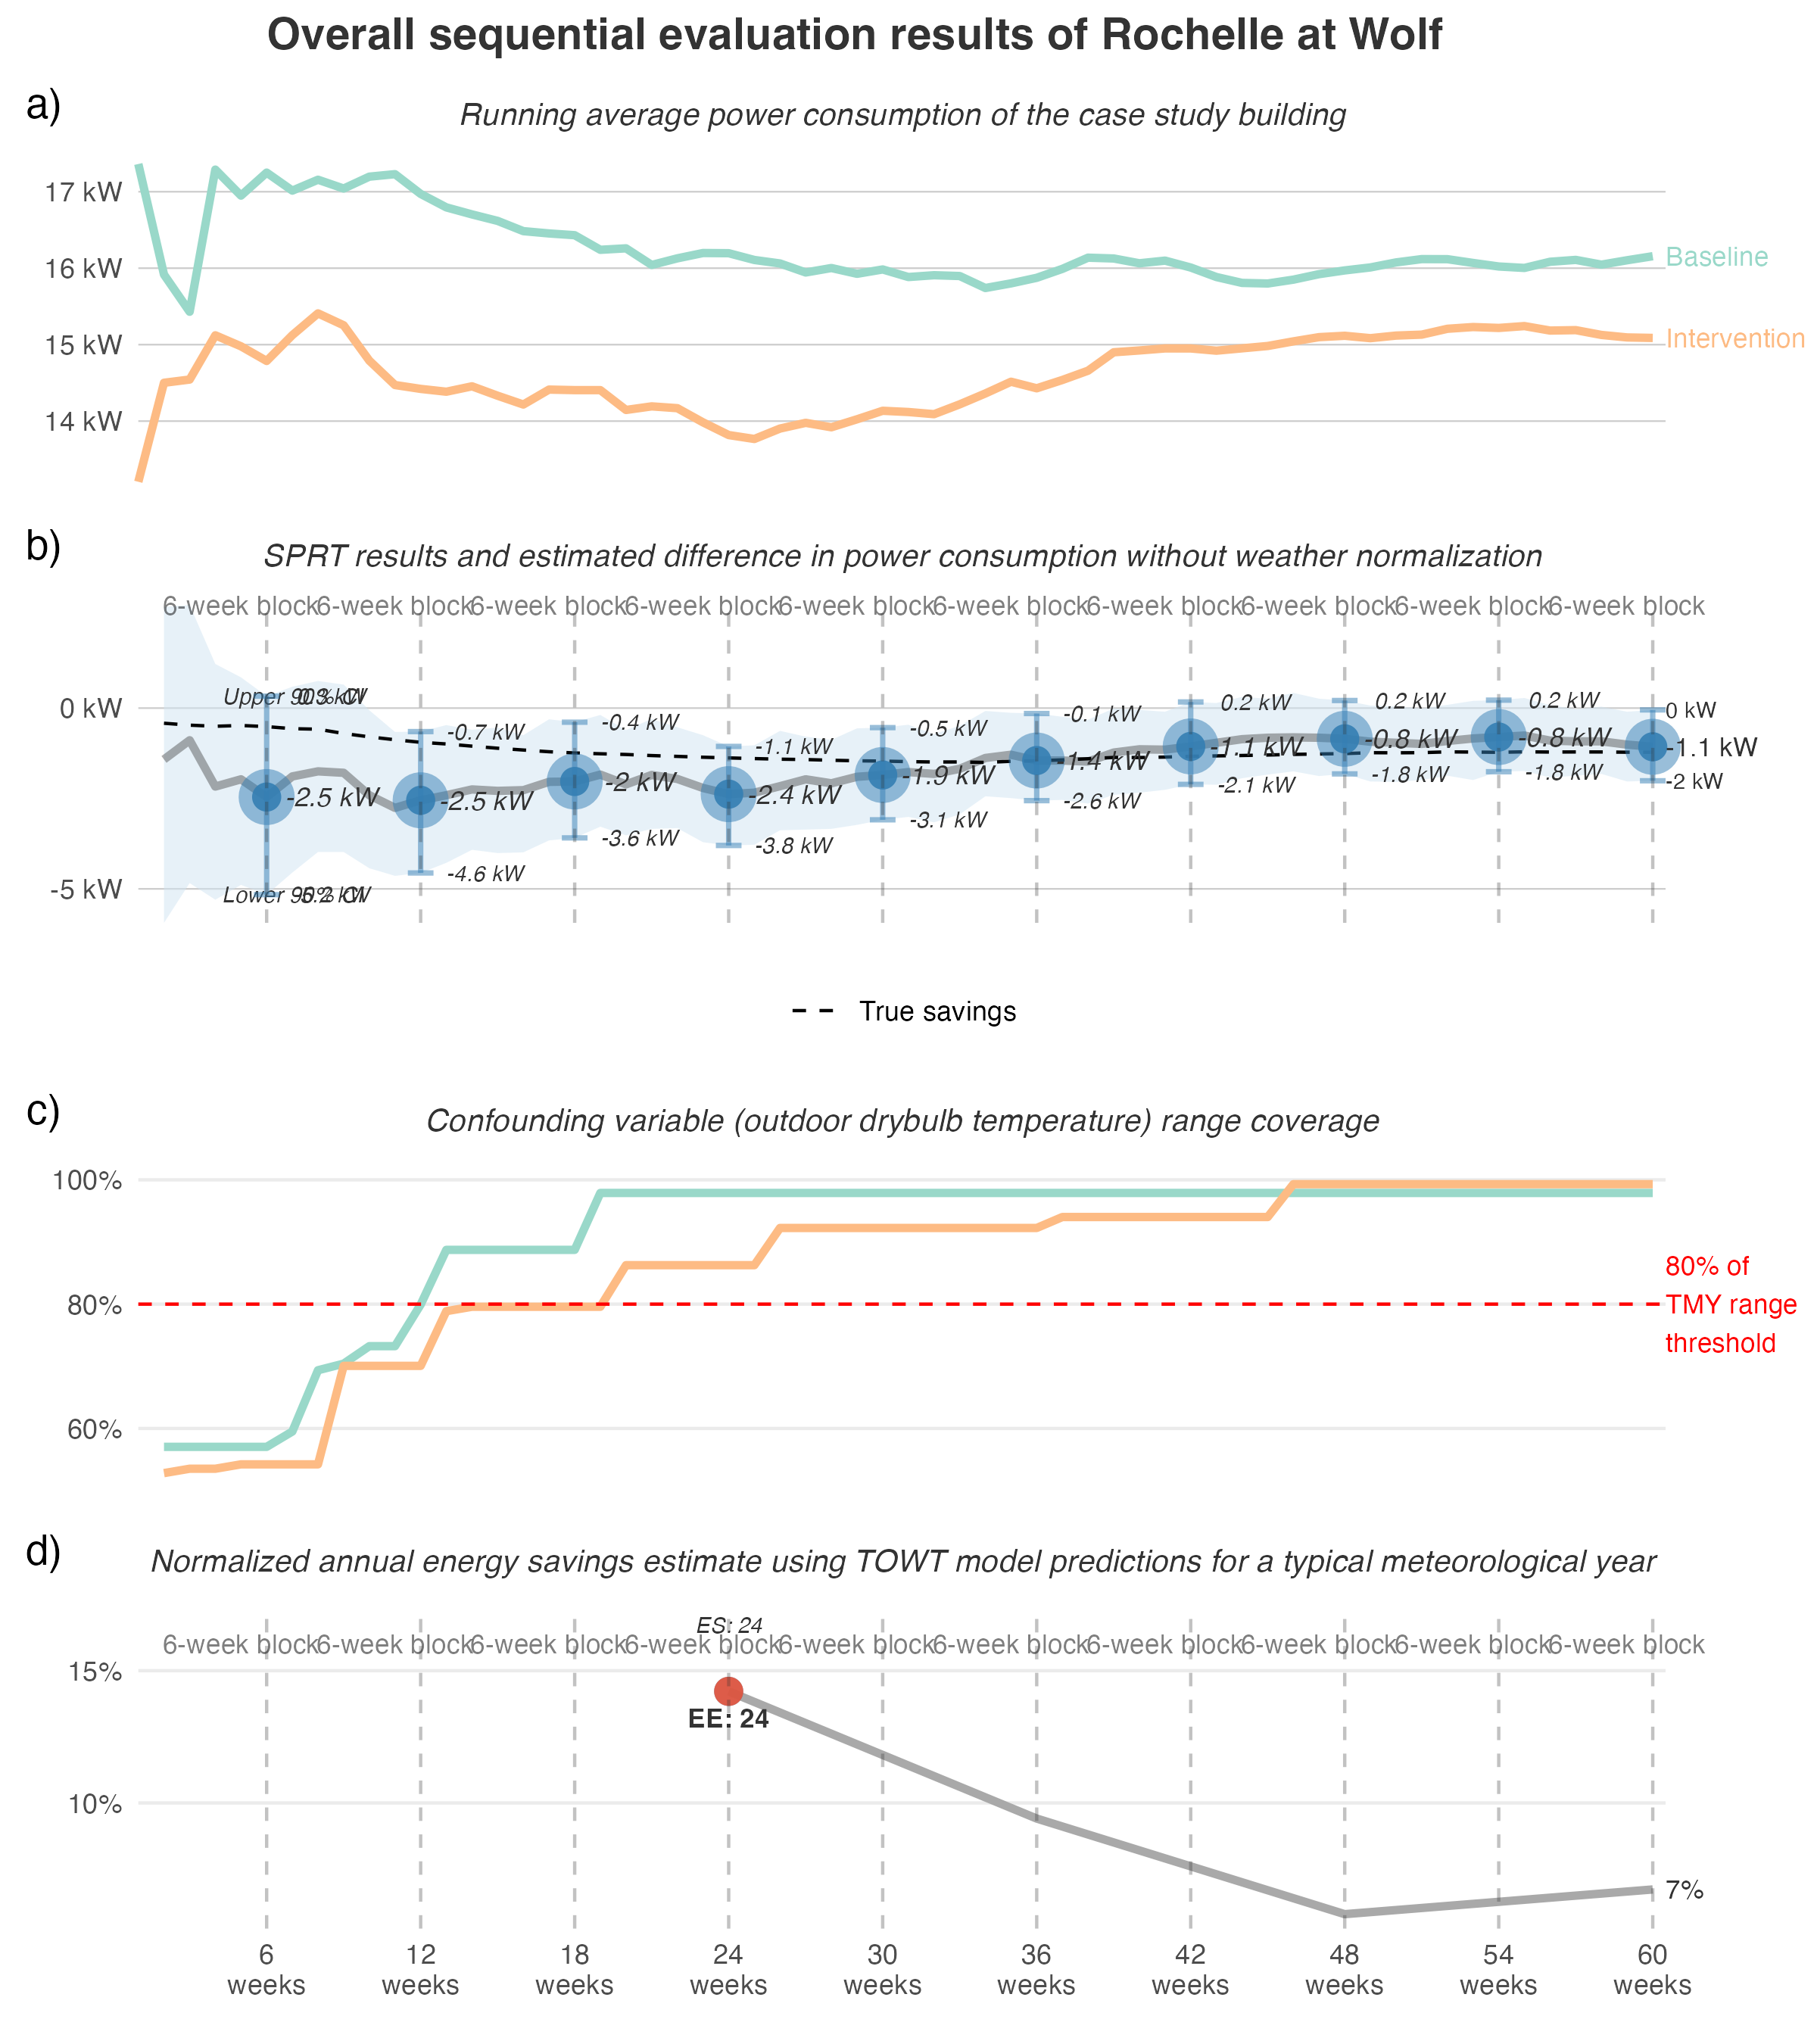 Overall sequential evaluation results of Rochelle at Wolf
a)
Running average power consumption of the case study building
17 kW
16 kW
15 kW
14 kW
Baseline
Intervention
b)
SPRT results and estimated difference in power consumption without weather normalization
6-week block 6-week block 6-week block 6-week block 6-week block 6-week block 6-week block 6-week block 6-week block 6-week block
0 kW
-5 kW
Upper 90% CI
0.3 kW
-0.7 kW
-0.4 kW
-1.1 kW
-0.5 kW
-0.1 kW
0.2 kW
0.2 kW
0.2 kW
0 kW
-2.5 kW
-2.5 kW
-2 kW
-2.4 kW
-1.9 kW
-1.4 kW
-1.1 kW
-0.8 kW
-0.8 kW
-1.1 kW
Lower 90% CI
-5.2 kW
-4.6 kW
-3.6 kW
-3.8 kW
-3.1 kW
-2.6 kW
-2.1 kW
-1.8 kW
-1.8 kW
-2 kW
True savings
c)
Confounding variable (outdoor drybulb temperature) range coverage
100%
80%
60%
80% of
TMY range
threshold
d)
Normalized annual energy savings estimate using TOWT model predictions for a typical meteorological year
ES: 24
6-week block 6-week block 6-week block 6-week block 6-week block 6-week block 6-week block 6-week block 6-week block 6-week block
15%
10%
EE: 24
7%
6 weeks
12 weeks
18 weeks
24 weeks
30 weeks
36 weeks
42 weeks
48 weeks
54 weeks
60 weeks